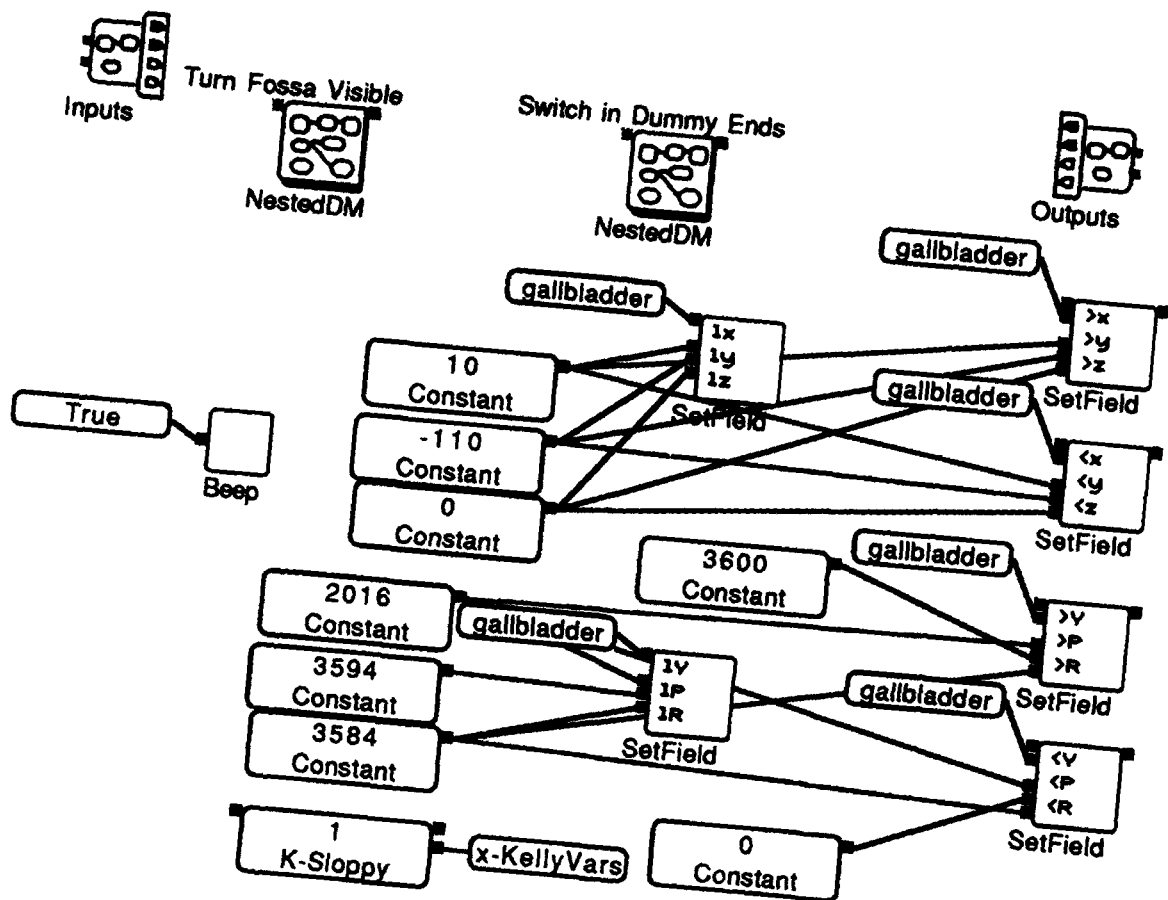 Inputs
Turn Fossa Visible
NestedDM
Switch in Dummy Ends
NestedDM
Outputs
gallbladder
>x
>y
>z
SetField
gallbladder
1x
1y
1z
SetField
10
Constant
gallbladder
<x
<y
<z
SetField
True
Beep
-110
Constant
0
Constant
3600
Constant
gallbladder
>Y
>P
>R
SetField
2016
Constant
gallbladder
1Y
1P
1R
SetField
3594
Constant
3584
Constant
gallbladder
<Y
<P
<R
SetField
1
K-Sloppy
x-KellyVars
0
Constant